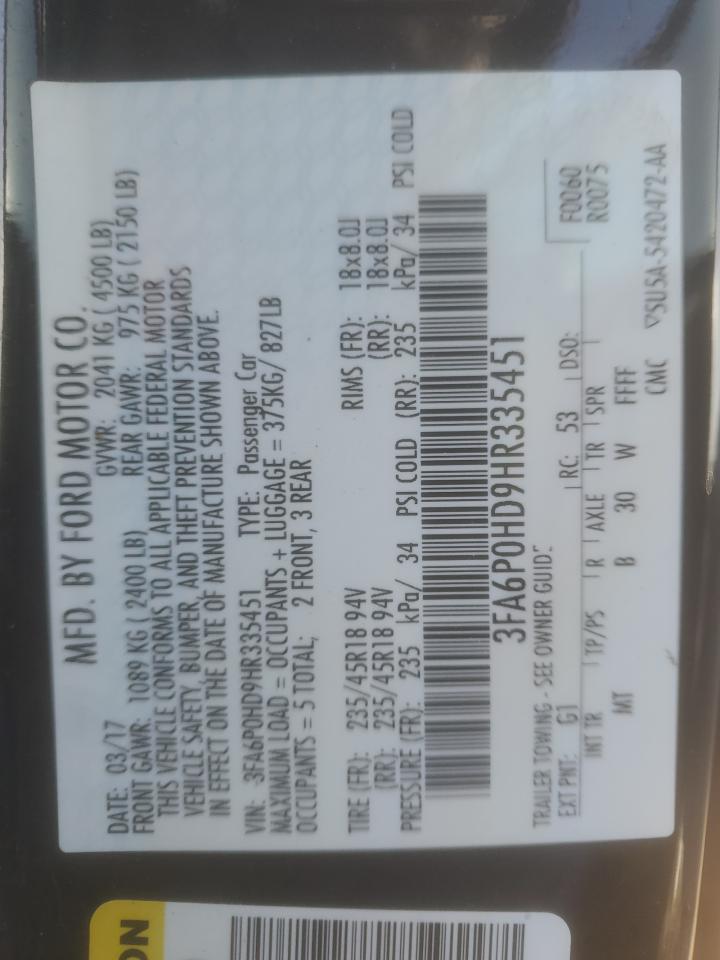 MFD. BY FORD MOTOR CO.
DATE: 03/17 GVWR: 2041 KG ( 4500 LB)
FRONT GAWR: 1089 KG ( 2400 LB) REAR GAWR: 975 KG ( 2150 LB)
THIS VEHICLE CONFORMS TO ALL APPLICABLE FEDERAL MOTOR
VEHICLE SAFETY, BUMPER, AND THEFT PREVENTION STANDARDS
IN EFFECT ON THE DATE OF MANUFACTURE SHOWN ABOVE.
VIN: 3FA6P0HD9HR335451 TYPE: Passenger Car
MAXIMUM LOAD = OCCUPANTS + LUGGAGE = 375KG/ 827LB
OCCUPANTS = 5 TOTAL; 2 FRONT, 3 REAR
TIRE (FR): 235/45R18 94V RIMS (FR): 18x8.0J
(RR): 235/45R18 94V (RR): 18x8.0J
PRESSURE (FR): 235 kPa/ 34 PSI COLD (RR): 235 kPa/ 34 PSI COLD
3FA6P0HD9HR335451
TRAILER TOWING - SEE OWNER GUIDE
EXT PNT: G1 RC: 53 DSO: F0060
R0075
INT TR TP/PS R AXLE TR SPR
MT B 30 W FFFF
CMC ▽5U5A-5420472-AA
ON